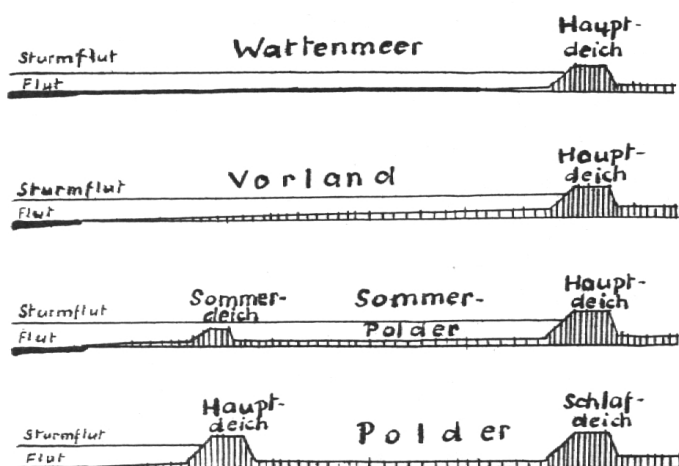 Haupt-
deich
Wattenmeer
Sturmflut
Flut
Haupt-
deich
Vorland
Sturmflut
Flut
Haupt-
deich
Sommer-
deich
Sommer-
Polder
Sturmflut
Flut
Haupt-
deich
Polder
Schlaf-
deich
Sturmflut
Flut